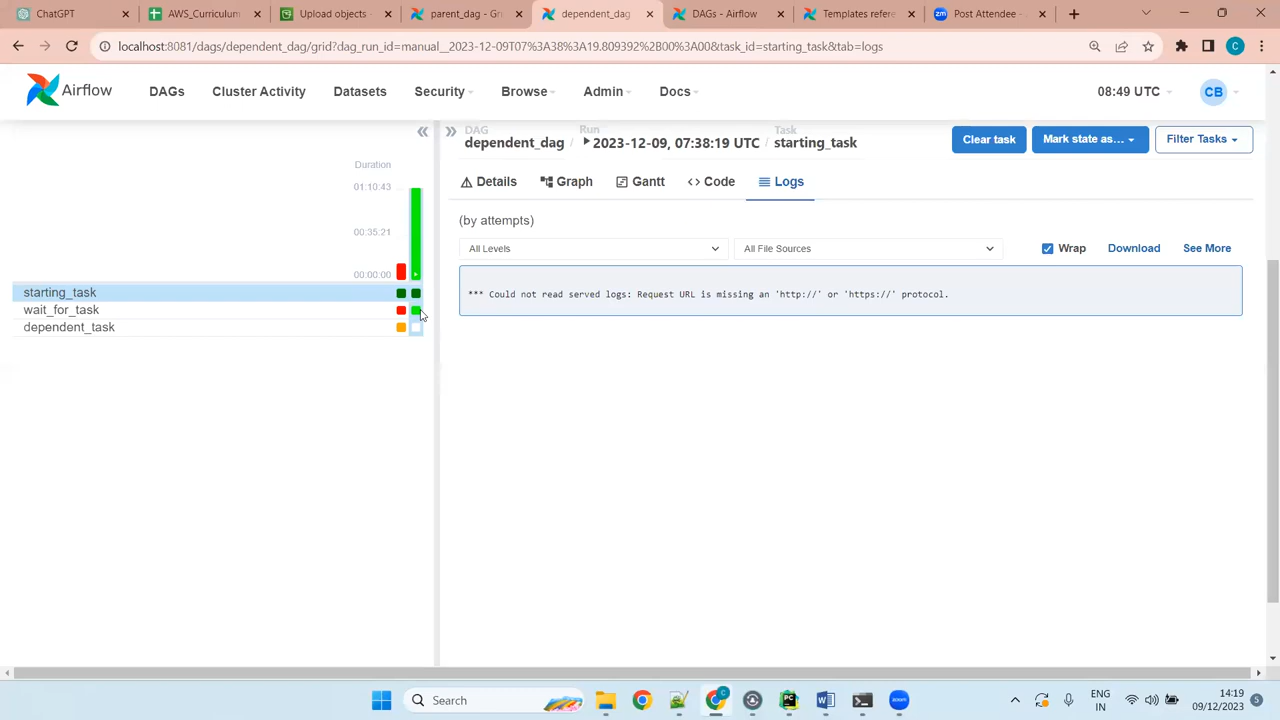 ChatGPT
AWS_Curriculum
Upload objects
parent_dag - Gr
dependent_dag
DAGs - Airflow
Templates refere
Post Attendee -
localhost:8081/dags/dependent_dag/grid?dag_run_id=manual__2023-12-09T07%3A38%3A19.809392%2B00%3A00&task_id=starting_task&tab=logs
C
Airflow
DAGs
Cluster Activity
Datasets
Security
Browse
Admin
Docs
08:49 UTC
CB
DAG
Run
Task
dependent_dag / 2023-12-09, 07:38:19 UTC / starting_task
Clear task
Mark state as...
Filter Tasks
Duration
01:10:43
00:35:21
00:00:00
starting_task
wait_for_task
dependent_task
Details
Graph
Gantt
Code
Logs
(by attempts)
All Levels
All File Sources
Wrap
Download
See More
*** Could not read served logs: Request URL is missing an 'http://' or 'https://' protocol.
Search
ENG
IN
14:19
09/12/2023
5